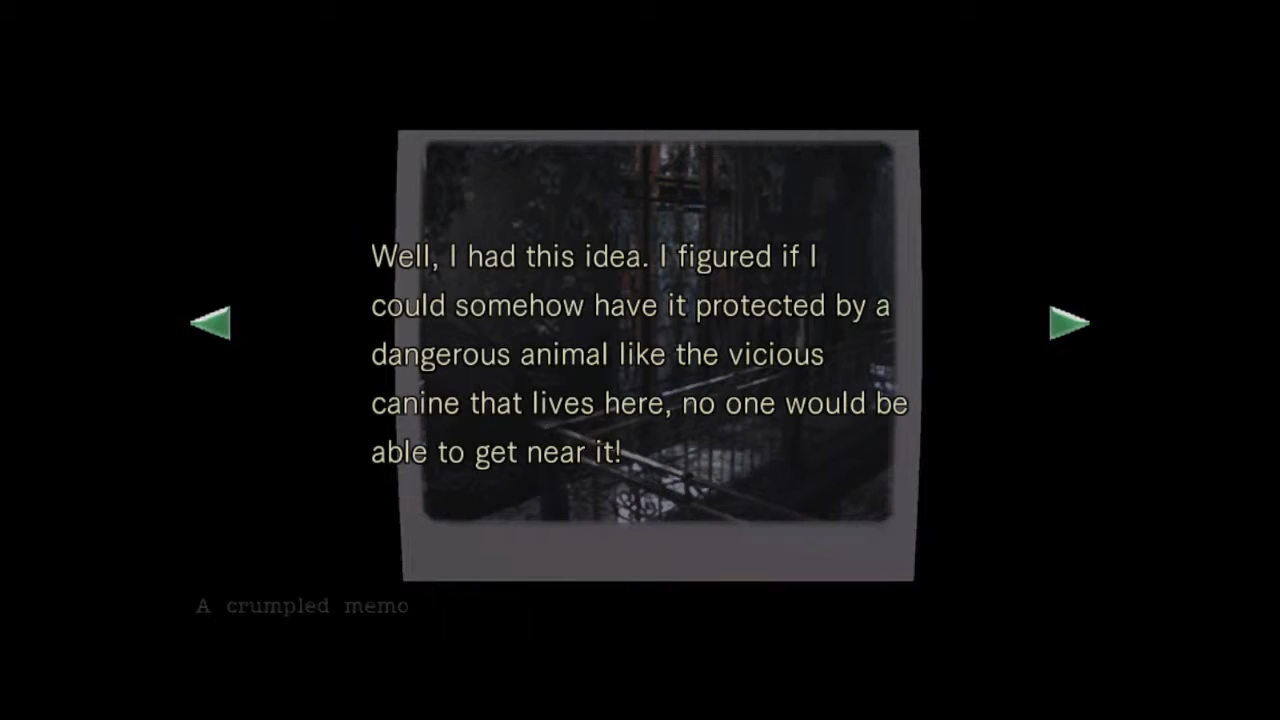 Well, I had this idea. I figured if I
could somehow have it protected by a
dangerous animal like the vicious
canine that lives here, no one would be
able to get near it!
A crumpled memo